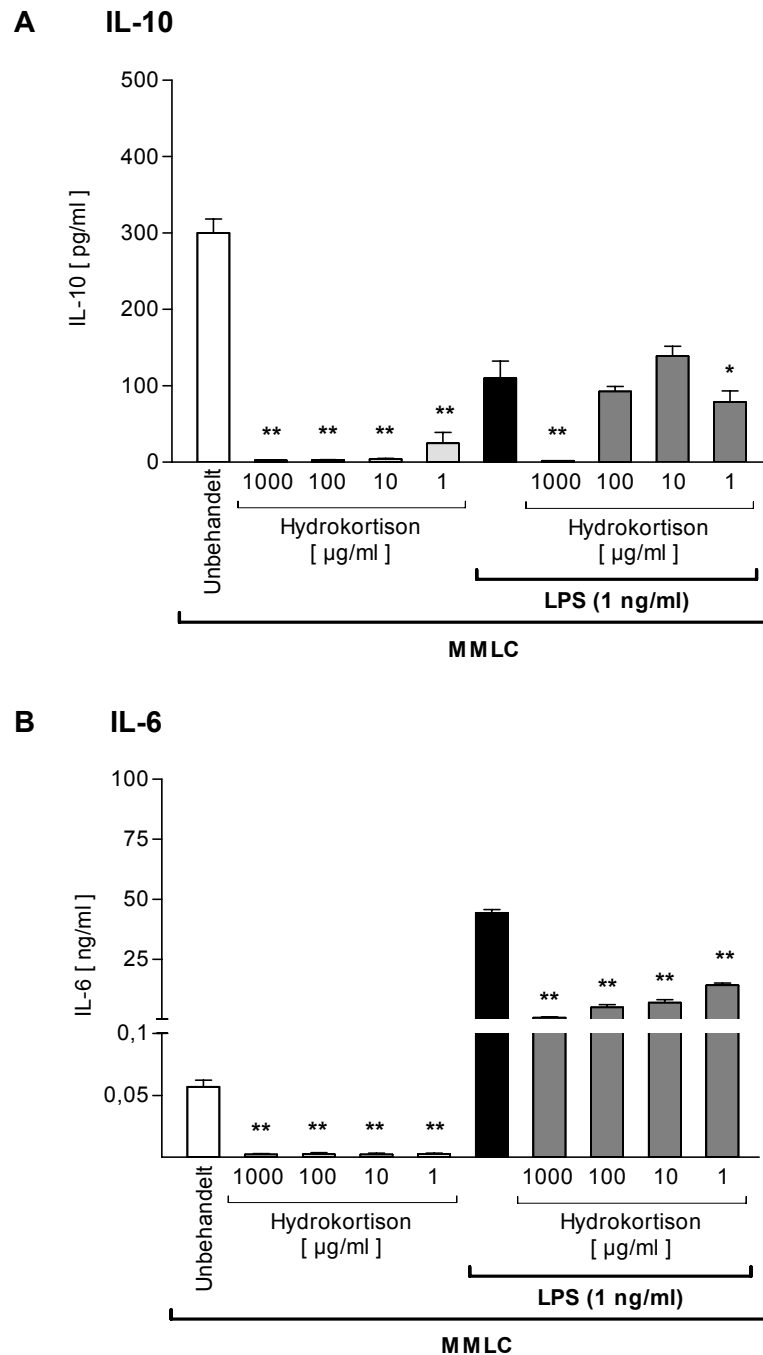 A IL-10
500
400
300
200
100
0
IL-10 [ pg/ml ]
** ** ** ** ** *
Unbehandelt
1000 100 10 1 1000 100 10 1
Hydrokortison Hydrokortison
[ µg/ml ] [ µg/ml ]
LPS (1 ng/ml)
MMLC
B IL-6
100
75
50
25
0,1
0,05
IL-6 [ ng/ml ]
** ** ** ** ** ** ** **
Unbehandelt
1000 100 10 1 1000 100 10 1
Hydrokortison Hydrokortison
[ µg/ml ] [ µg/ml ]
LPS (1 ng/ml)
MMLC